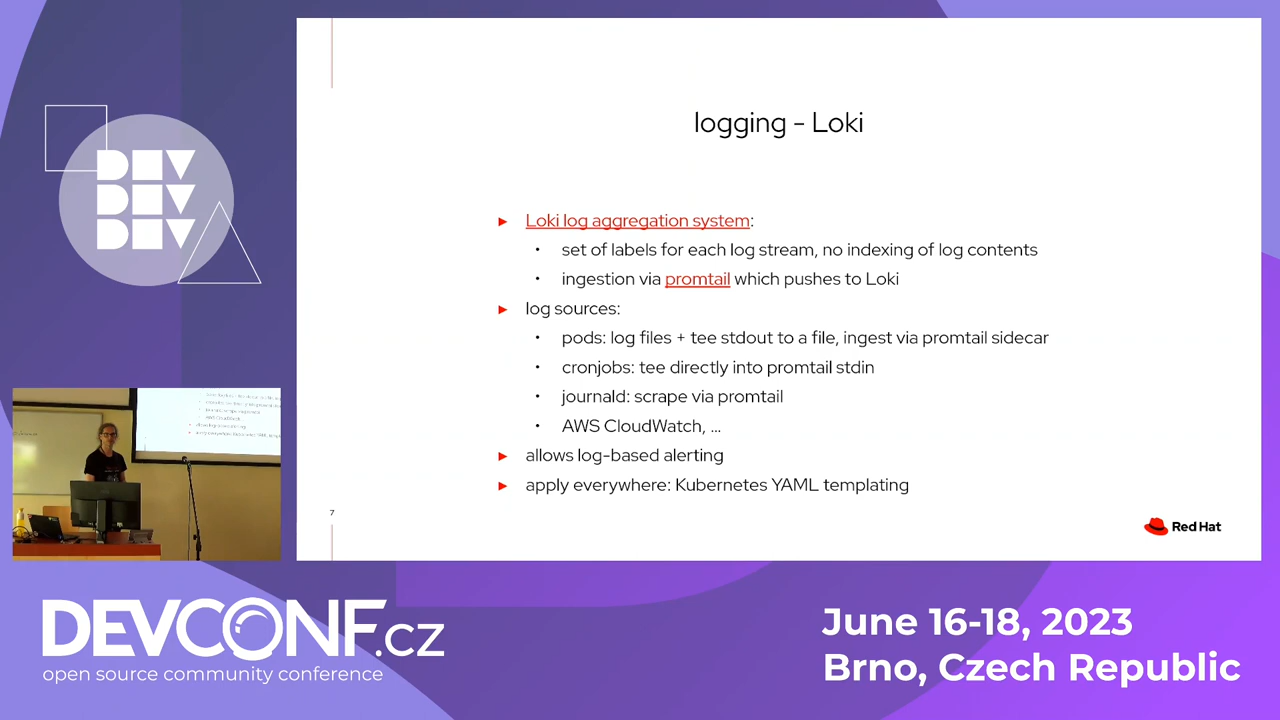 DEV
DEV
DEV
logging - Loki
► Loki log aggregation system:
• set of labels for each log stream, no indexing of log contents
• ingestion via promtail which pushes to Loki
► log sources:
• pods: log files + tee stdout to a file, ingest via promtail sidecar
• cronjobs: tee directly into promtail stdin
• journald: scrape via promtail
• AWS CloudWatch, ...
► allows log-based alerting
► apply everywhere: Kubernetes YAML templating
7
Red Hat
DEVCONF.cz
open source community conference
June 16-18, 2023
Brno, Czech Republic